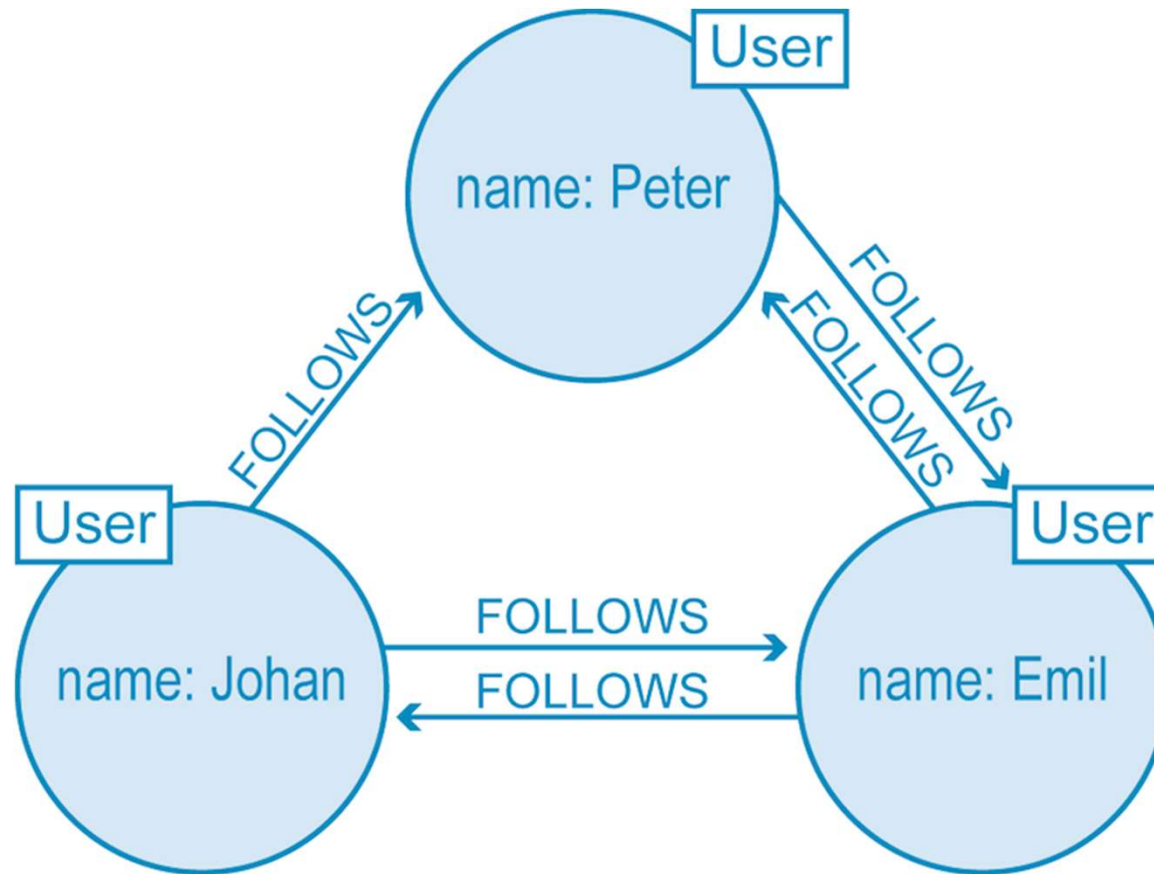 User
name: Peter
FOLLOWS
FOLLOWS
FOLLOWS
User
User
FOLLOWS
name: Johan
name: Emil
FOLLOWS